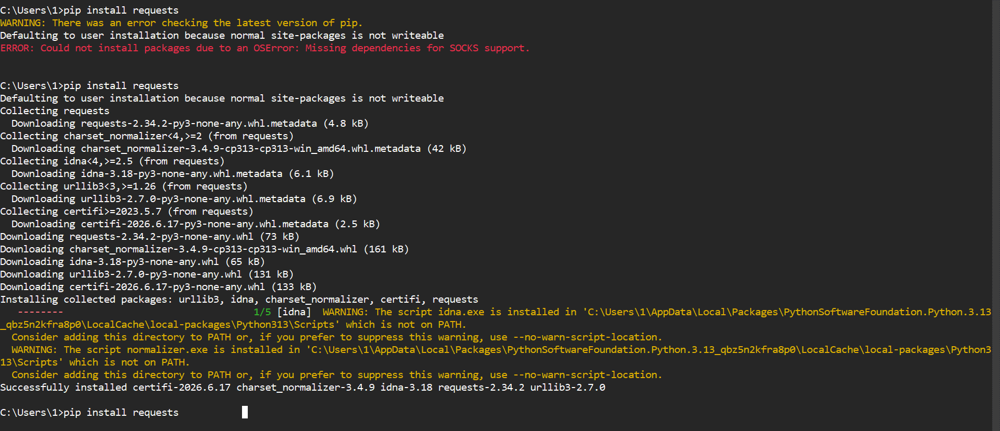 C:\Users\1>pip install requests
WARNING: There was an error checking the latest version of pip.
Defaulting to user installation because normal site-packages is not writeable
ERROR: Could not install packages due to an OSError: Missing dependencies for SOCKS support.
C:\Users\1>pip install requests
Defaulting to user installation because normal site-packages is not writeable
Collecting requests
  Downloading requests-2.34.2-py3-none-any.whl.metadata (4.8 kB)
Collecting charset_normalizer<4,>=2 (from requests)
  Downloading charset_normalizer-3.4.9-cp313-cp313-win_amd64.whl.metadata (42 kB)
Collecting idna<4,>=2.5 (from requests)
  Downloading idna-3.18-py3-none-any.whl.metadata (6.1 kB)
Collecting urllib3<3,>=1.26 (from requests)
  Downloading urllib3-2.7.0-py3-none-any.whl.metadata (6.9 kB)
Collecting certifi>=2023.5.7 (from requests)
  Downloading certifi-2026.6.17-py3-none-any.whl.metadata (2.5 kB)
Downloading requests-2.34.2-py3-none-any.whl (73 kB)
Downloading charset_normalizer-3.4.9-cp313-cp313-win_amd64.whl (161 kB)
Downloading idna-3.18-py3-none-any.whl (65 kB)
Downloading urllib3-2.7.0-py3-none-any.whl (131 kB)
Downloading certifi-2026.6.17-py3-none-any.whl (133 kB)
Installing collected packages: urllib3, idna, charset_normalizer, certifi, requests
   -------- 1/5 [idna]  WARNING: The script idna.exe is installed in 'C:\Users\1\AppData\Local\Packages\PythonSoftwareFoundation.Python.3.13
_qbz5n2kfra8p0\LocalCache\local-packages\Python313\Scripts' which is not on PATH.
  Consider adding this directory to PATH or, if you prefer to suppress this warning, use --no-warn-script-location.
  WARNING: The script normalizer.exe is installed in 'C:\Users\1\AppData\Local\Packages\PythonSoftwareFoundation.Python.3.13_qbz5n2kfra8p0\LocalCache\local-packages\Python3
13\Scripts' which is not on PATH.
  Consider adding this directory to PATH or, if you prefer to suppress this warning, use --no-warn-script-location.
Successfully installed certifi-2026.6.17 charset_normalizer-3.4.9 idna-3.18 requests-2.34.2 urllib3-2.7.0
C:\Users\1>pip install requests